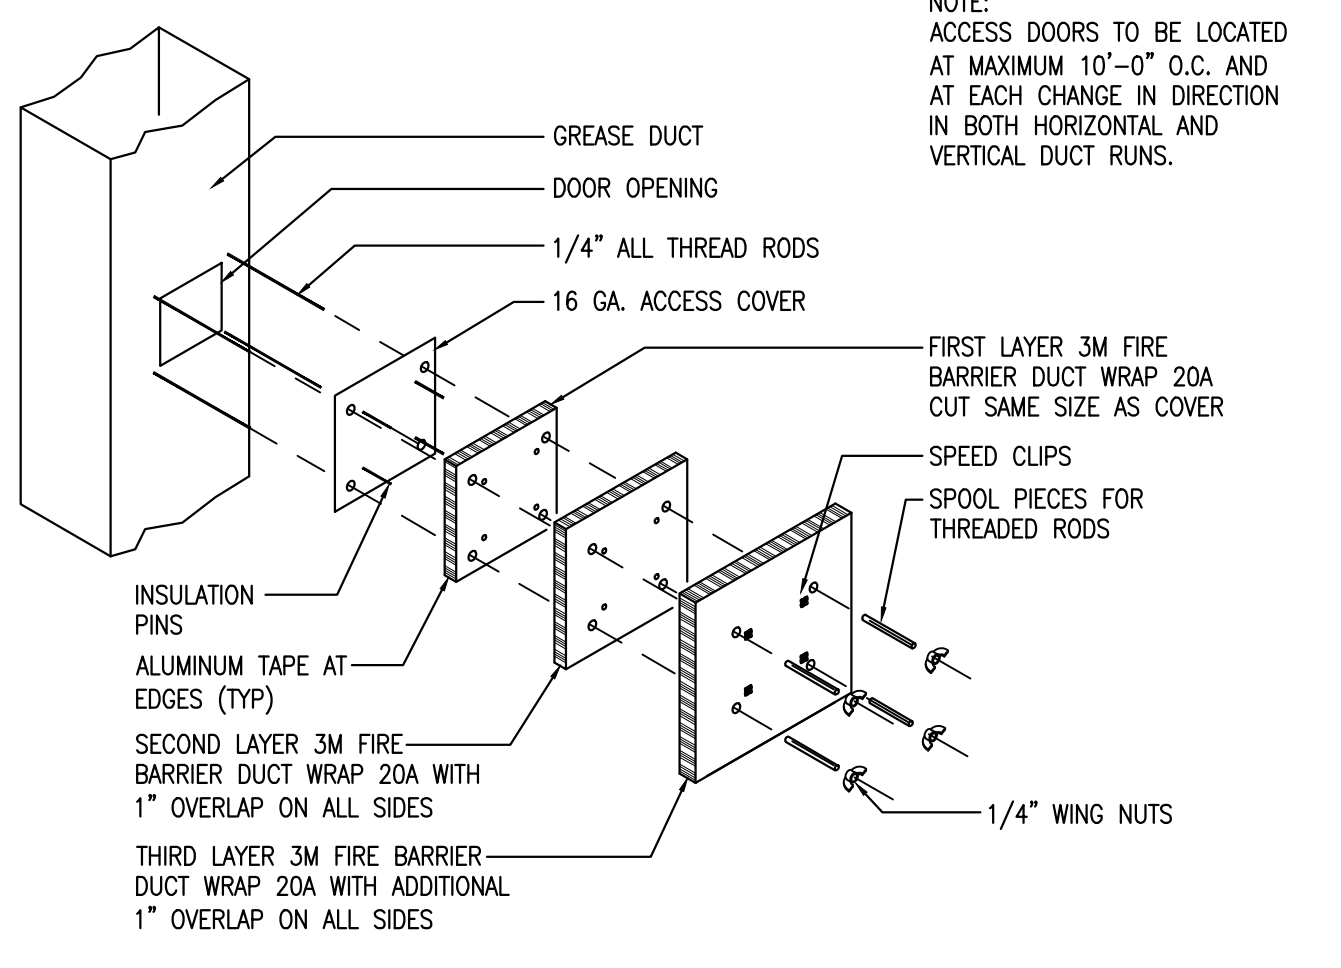 NOTE:
ACCESS DOORS TO BE LOCATED
AT MAXIMUM 10'-0" O.C. AND
AT EACH CHANGE IN DIRECTION
IN BOTH HORIZONTAL AND
VERTICAL DUCT RUNS.
GREASE DUCT
DOOR OPENING
1/4" ALL THREAD RODS
16 GA. ACCESS COVER
FIRST LAYER 3M FIRE
BARRIER DUCT WRAP 20A
CUT SAME SIZE AS COVER
SPEED CLIPS
SPOOL PIECES FOR
THREADED RODS
INSULATION
PINS
ALUMINUM TAPE AT
EDGES (TYP)
SECOND LAYER 3M FIRE
BARRIER DUCT WRAP 20A WITH
1" OVERLAP ON ALL SIDES
1/4" WING NUTS
THIRD LAYER 3M FIRE BARRIER
DUCT WRAP 20A WITH ADDITIONAL
1" OVERLAP ON ALL SIDES